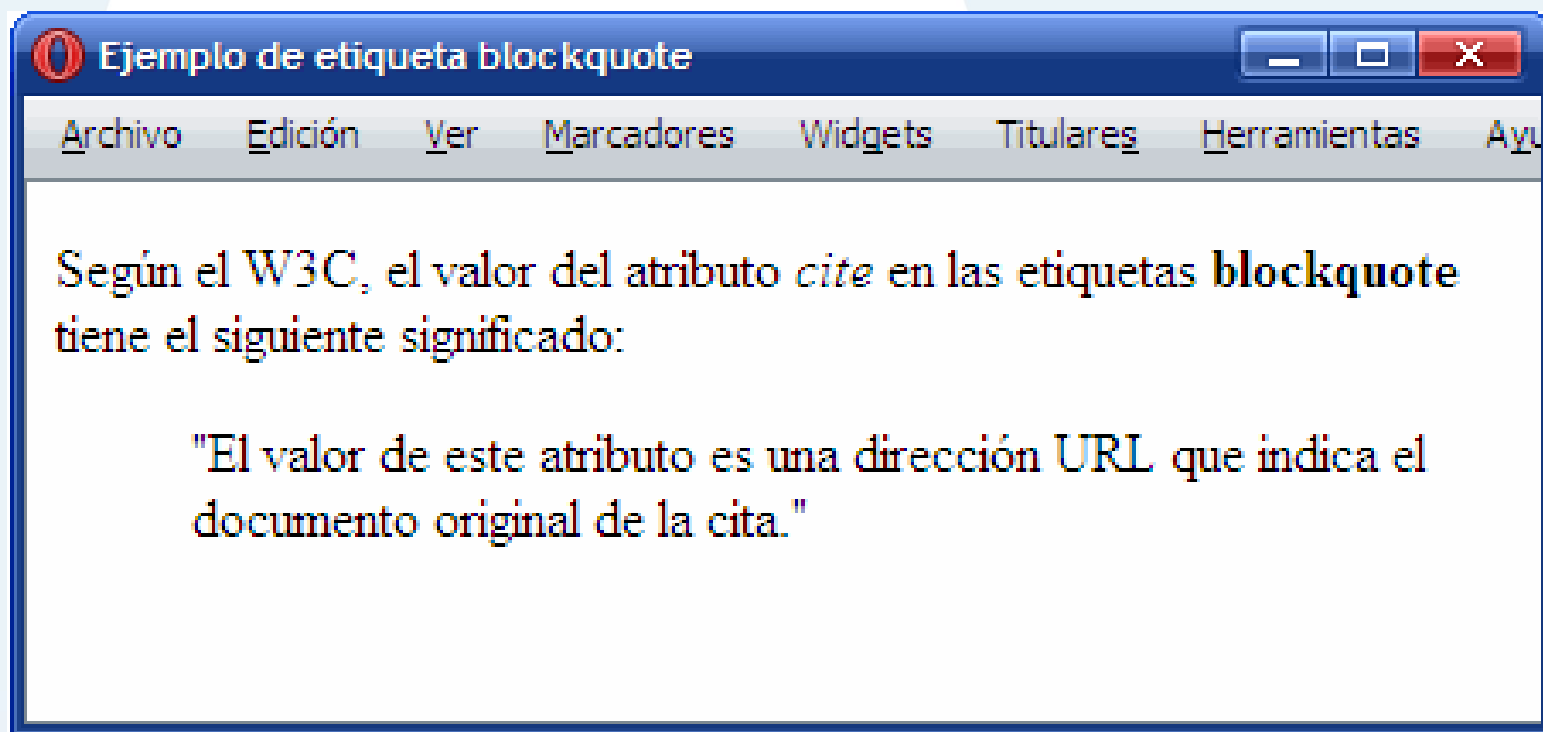 Ejemplo de etiqueta blockquote
Archivo Edición Ver Marcadores Widgets Titulares Herramientas Ayu
Según el W3C, el valor del atributo cite en las etiquetas blockquote
tiene el siguiente significado:
"El valor de este atributo es una dirección URL que indica el
documento original de la cita."